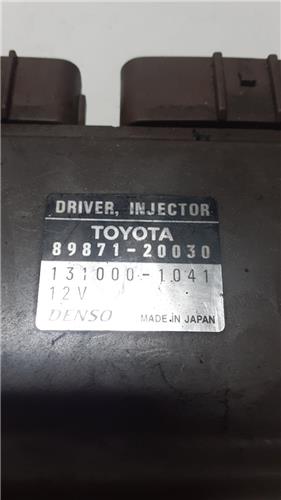 DRIVER, INJECTOR
TOYOTA
89871-20030
131000-1041
12V
DENSO MADE IN JAPAN